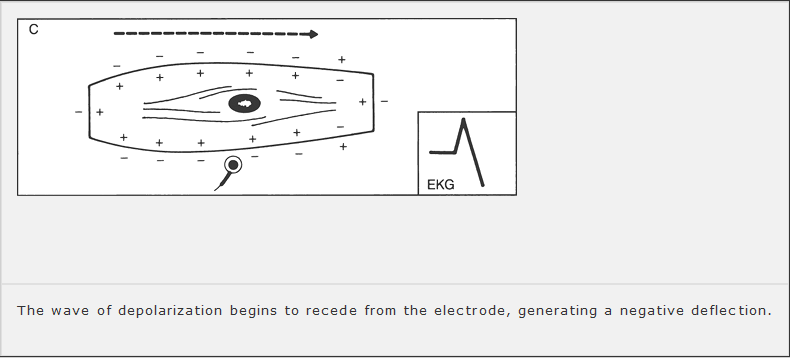 C
EKG
The wave of depolarization begins to recede from the electrode, generating a negative deflection.